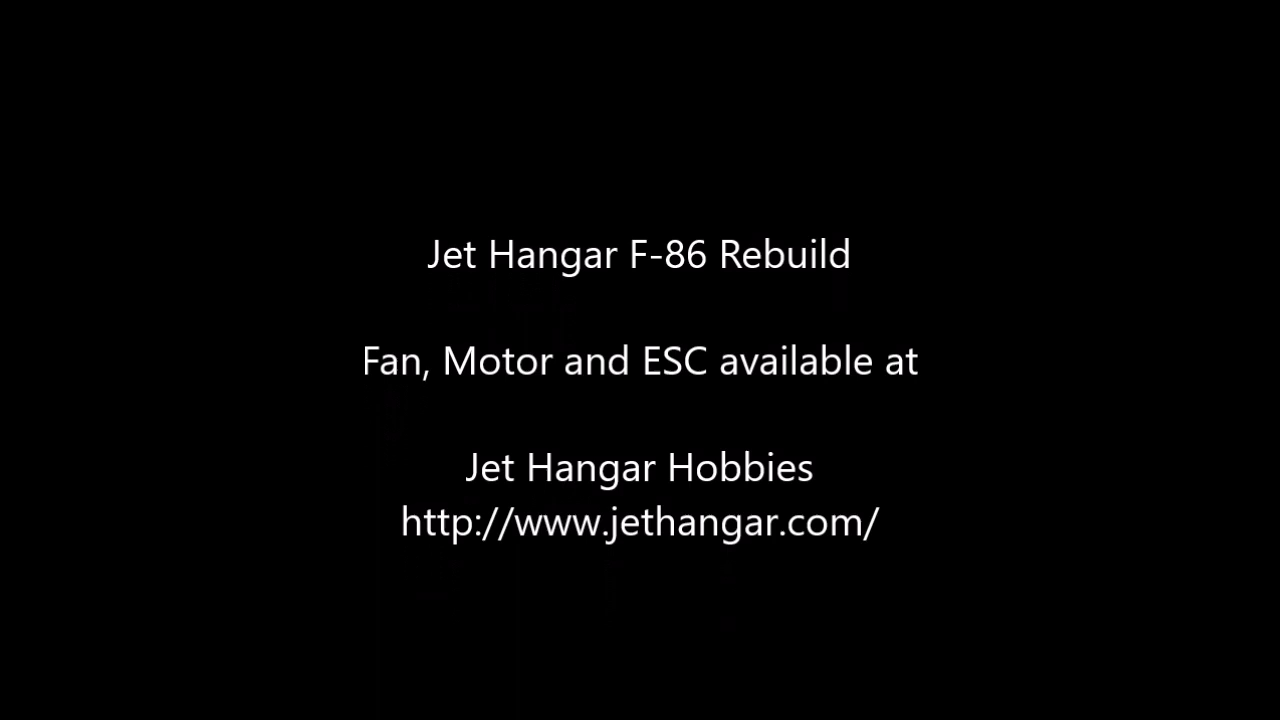 Jet Hangar F-86 Rebuild
Fan, Motor and ESC available at
Jet Hangar Hobbies
http://www.jethangar.com/